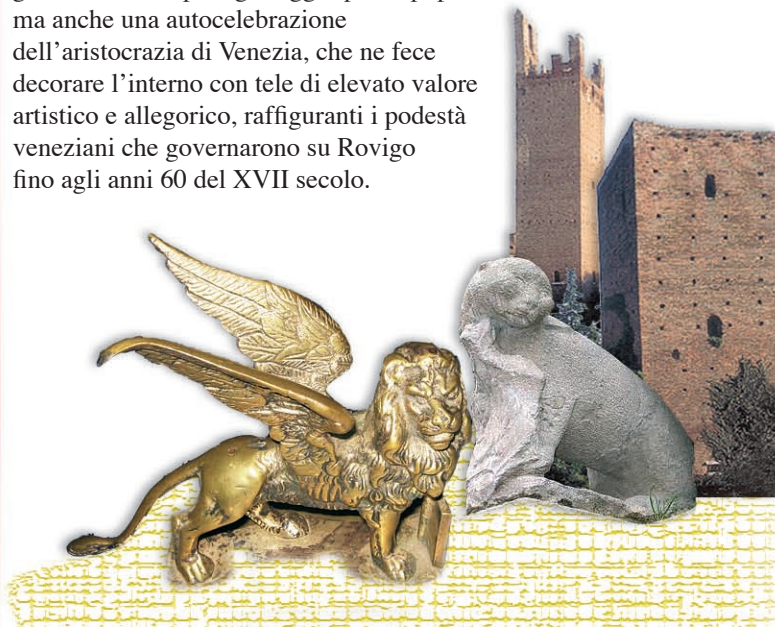 ma anche una autocelebrazione
dell’aristocrazia di Venezia, che ne fece
decorare l’interno con tele di elevato valore
artistico e allegorico, raffiguranti i podestà
veneziani che governarono su Rovigo
fino agli anni 60 del XVII secolo.